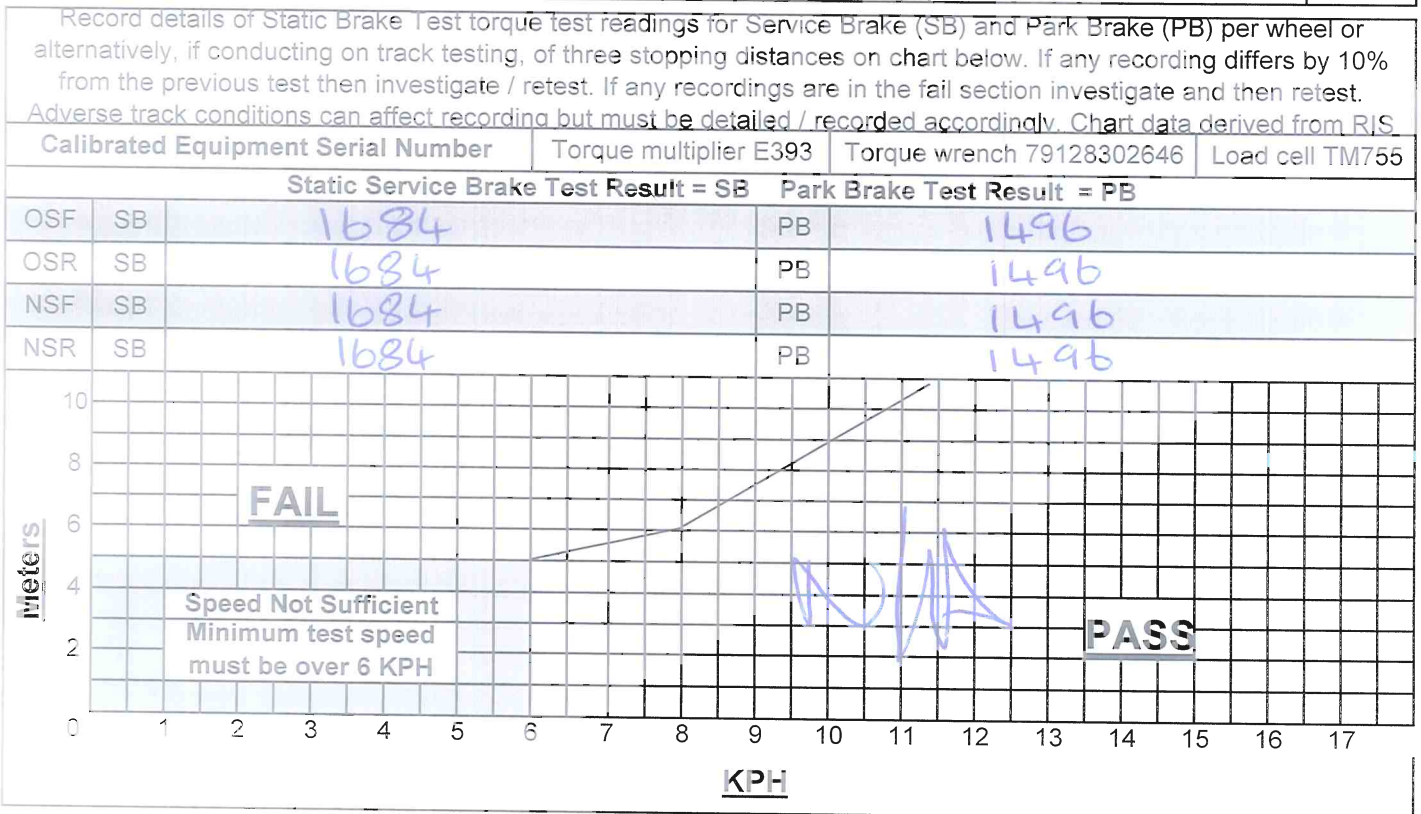 Record details of Static Brake Test torque test readings for Service Brake (SB) and Park Brake (PB) per wheel or
alternatively, if conducting on track testing, of three stopping distances on chart below. If any recording differs by 10%
from the previous test then investigate / retest. If any recordings are in the fail section investigate and then retest.
Adverse track conditions can affect recording but must be detailed / recorded accordingly. Chart data derived from RIS
Calibrated Equipment Serial Number Torque multiplier E393 Torque wrench 79128302646 Load cell TM755
Static Service Brake Test Result = SB Park Brake Test Result = PB
OSF SB 1684 PB 1496
OSR SB 1684 PB 1496
NSF SB 1684 PB 1496
NSR SB 1684 PB 1496
10
8
FAIL
6
Meters
4
Speed Not Sufficient
Minimum test speed
must be over 6 KPH
N/A
PASS
2
0 1 2 3 4 5 6 7 8 9 10 11 12 13 14 15 16 17
KPH